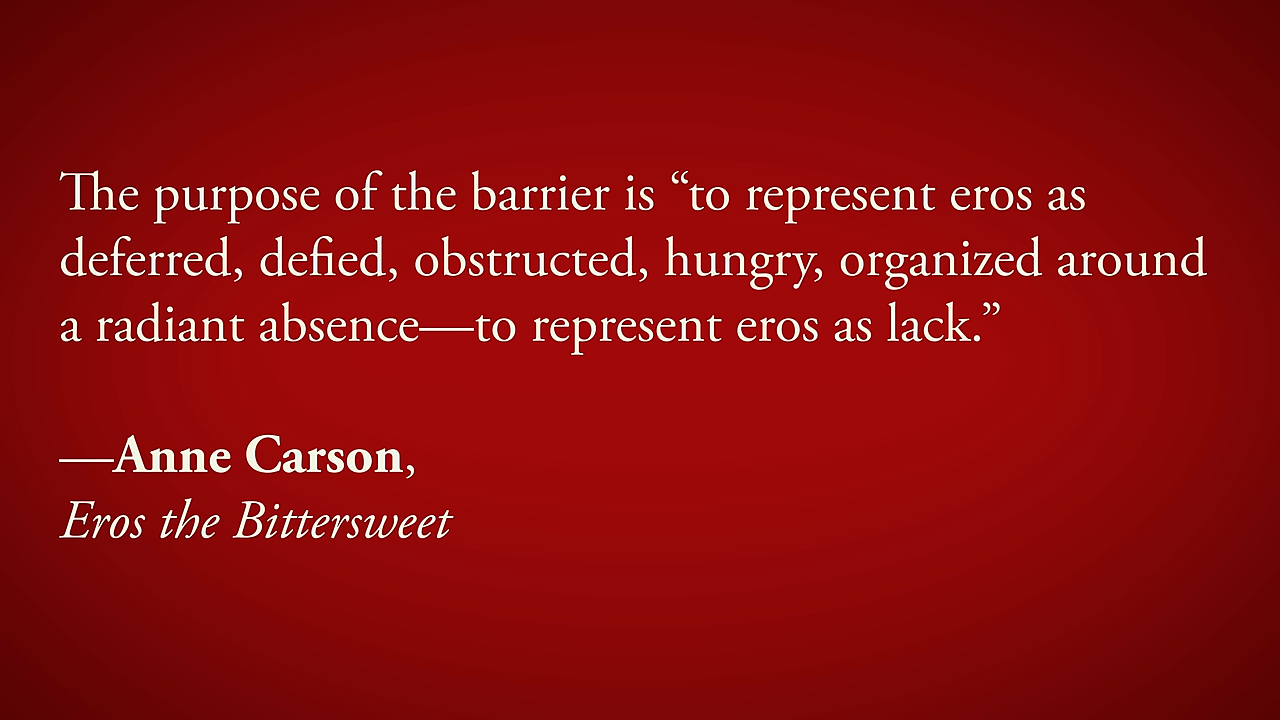 The purpose of the barrier is “to represent eros as
deferred, defied, obstructed, hungry, organized around
a radiant absence—to represent eros as lack.”
—Anne Carson,
Eros the Bittersweet